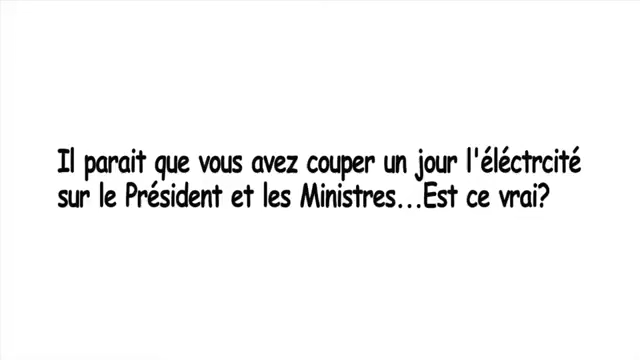 Il parait que vous avez couper un jour l'éléctrcité
sur le Président et les Ministres...Est ce vrai?